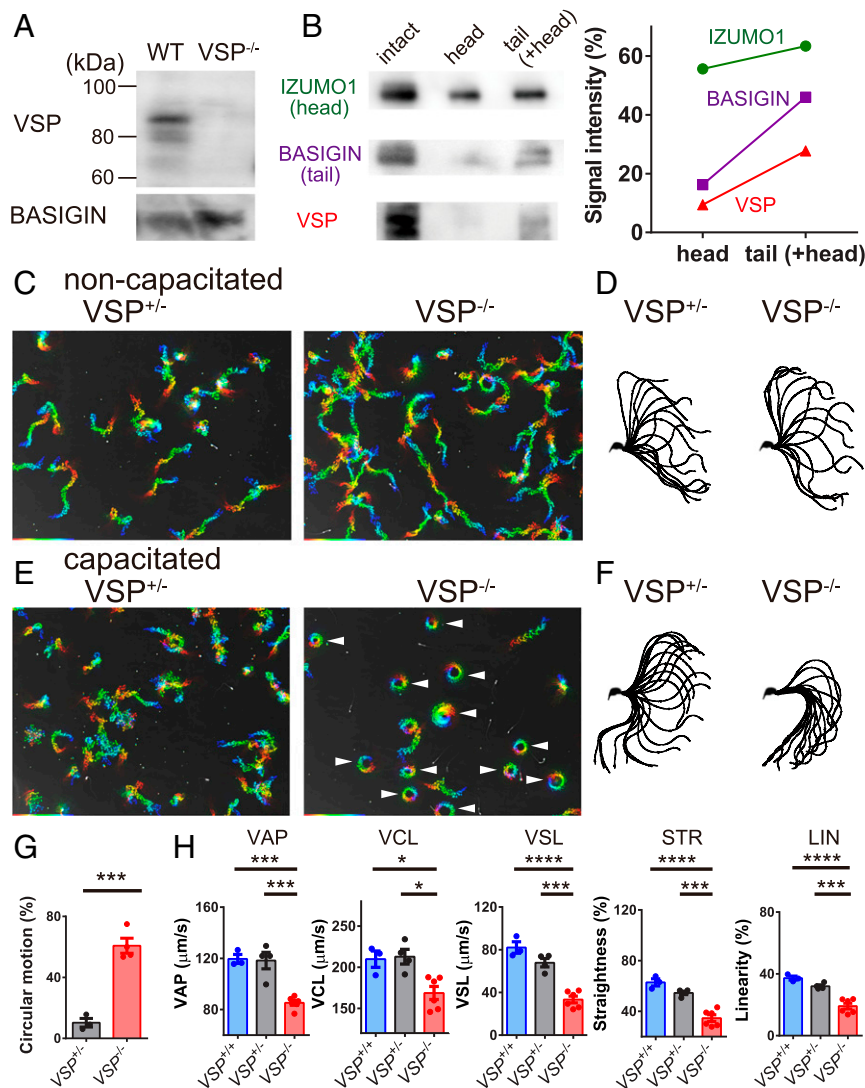 A
WT VSP-/-
(kDa)
100
VSP
80
60
BASIGIN
B
intact head tail (+head)
IZUMO1
(head)
BASIGIN
(tail)
VSP
Signal intensity (%)
60
40
20
0
IZUMO1
BASIGIN
VSP
head tail (+head)
C non-capacitated
VSP+/- VSP-/-
D
VSP+/- VSP-/-
E capacitated
VSP+/- VSP-/-
F
VSP+/- VSP-/-
G
***
Circular motion (%)
80
40
0
VSP+/- VSP-/-
H
VAP
***
***
VAP (μm/s)
160
120
80
VSP+/+ VSP+/- VSP-/-
VCL
*
*
VCL (μm/s)
250
200
150
VSP+/+ VSP+/- VSP-/-
VSL
****
***
VSL (μm/s)
120
80
40
0
VSP+/+ VSP+/- VSP-/-
STR
****
***
Straightness (%)
120
80
40
VSP+/+ VSP+/- VSP-/-
LIN
****
***
Linearity (%)
80
60
40
20
0
VSP+/+ VSP+/- VSP-/-